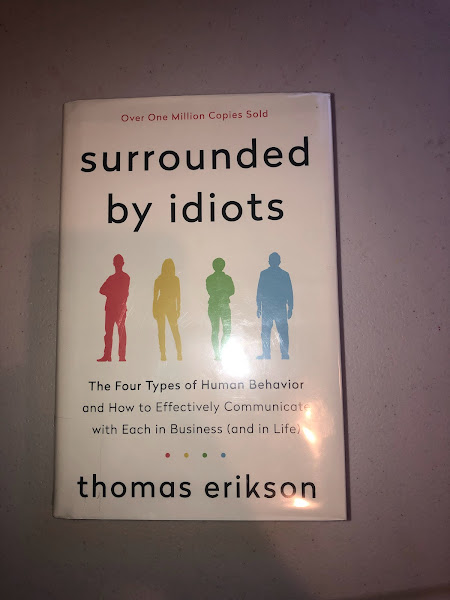 Over One Million Copies Sold
surrounded
by idiots
The Four Types of Human Behavior
and How to Effectively Communicate
with Each in Business (and in Life)
thomas erikson